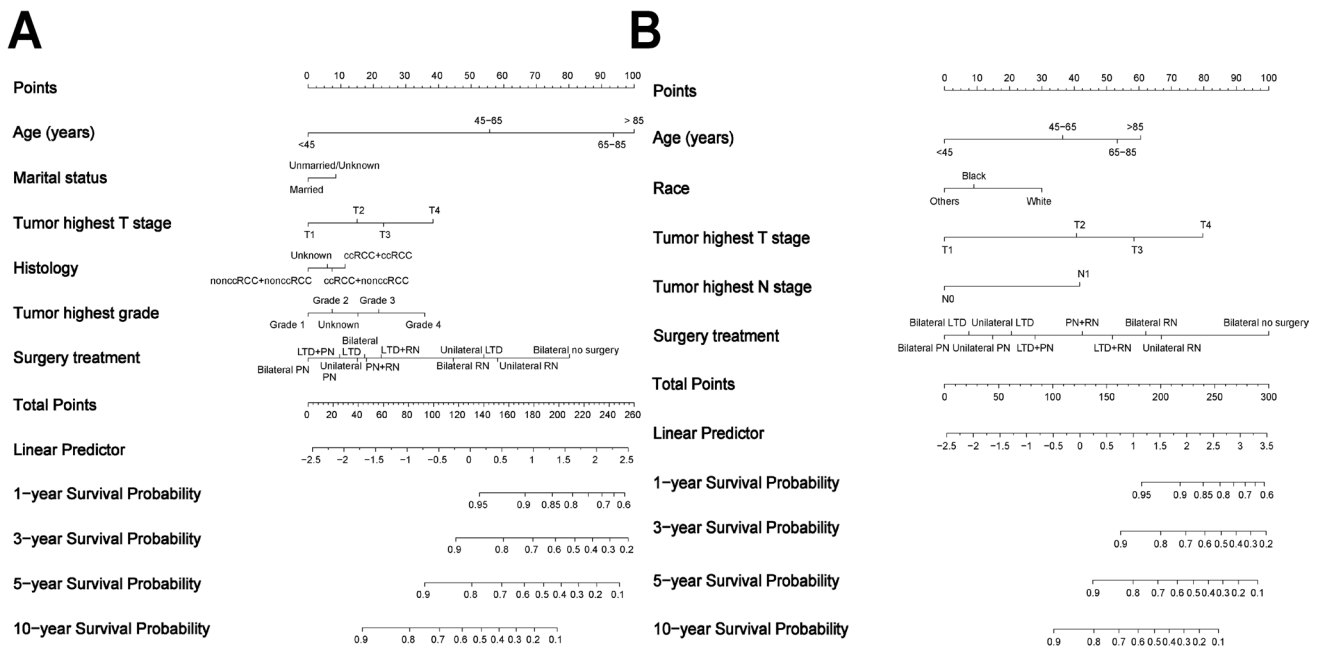 A
Points
0 10 20 30 40 50 60 70 80 90 100
Age (years)
45−65 > 85
<45 65−85
Marital status
Unmarried/Unknown
Married
Tumor highest T stage
T2 T4
T1 T3
Histology
Unknown ccRCC+ccRCC
nonccRCC+nonccRCC ccRCC+nonccRCC
Tumor highest grade
Grade 2 Grade 3
Grade 1 Unknown Grade 4
Surgery treatment
Bilateral
LTD+PN LTD LTD+RN Unilateral LTD Bilateral no surgery
Bilateral PN Unilateral PN+RN Bilateral RN Unilateral RN
PN
Total Points
0 20 40 60 80 100 120 140 160 180 200 220 240 260
Linear Predictor
−2.5 −2 −1.5 −1 −0.5 0 0.5 1 1.5 2 2.5
1−year Survival Probability
0.95 0.9 0.85 0.8 0.7 0.6
3−year Survival Probability
0.9 0.8 0.7 0.6 0.5 0.4 0.3 0.2
5−year Survival Probability
0.9 0.8 0.7 0.6 0.5 0.4 0.3 0.2 0.1
10−year Survival Probability
0.9 0.8 0.7 0.6 0.5 0.4 0.3 0.2 0.1
B
Points
0 10 20 30 40 50 60 70 80 90 100
Age (years)
45−65 >85
<45 65−85
Race
Black
Others White
Tumor highest T stage
T2 T4
T1 T3
Tumor highest N stage
N1
N0
Surgery treatment
Bilateral LTD Unilateral LTD PN+RN Bilateral RN Bilateral no surgery
Bilateral PN Unilateral PN LTD+PN LTD+RN Unilateral RN
Total Points
0 50 100 150 200 250 300
Linear Predictor
−2.5 −2 −1.5 −1 −0.5 0 0.5 1 1.5 2 2.5 3 3.5
1−year Survival Probability
0.95 0.9 0.85 0.8 0.7 0.6
3−year Survival Probability
0.9 0.8 0.7 0.6 0.5 0.4 0.3 0.2
5−year Survival Probability
0.9 0.8 0.7 0.6 0.5 0.4 0.3 0.2 0.1
10−year Survival Probability
0.9 0.8 0.7 0.6 0.5 0.4 0.3 0.2 0.1